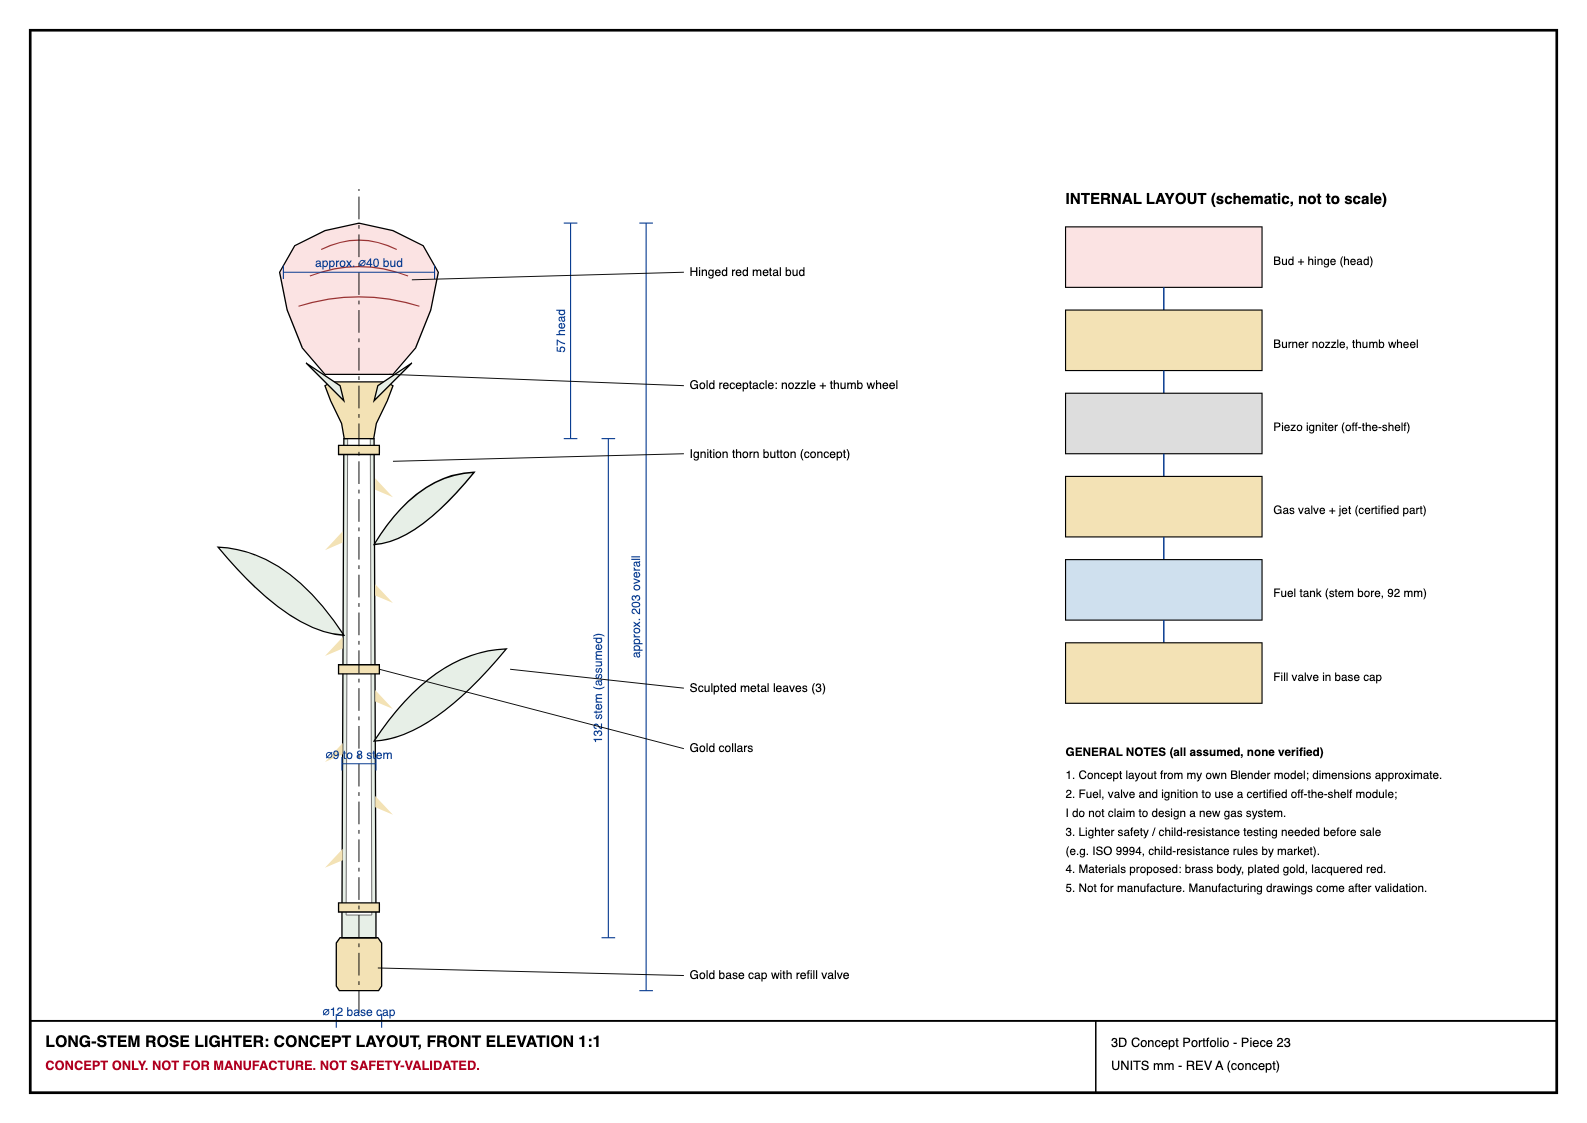 approx. ⌀40 bud
57 head
132 stem (assumed)
approx. 203 overall
⌀9 to 8 stem
⌀12 base cap
Hinged red metal bud
Gold receptacle: nozzle + thumb wheel
Ignition thorn button (concept)
Sculpted metal leaves (3)
Gold collars
Gold base cap with refill valve
INTERNAL LAYOUT (schematic, not to scale)
Bud + hinge (head)
Burner nozzle, thumb wheel
Piezo igniter (off-the-shelf)
Gas valve + jet (certified part)
Fuel tank (stem bore, 92 mm)
Fill valve in base cap
GENERAL NOTES (all assumed, none verified)
1. Concept layout from my own Blender model; dimensions approximate.
2. Fuel, valve and ignition to use a certified off-the-shelf module;
I do not claim to design a new gas system.
3. Lighter safety / child-resistance testing needed before sale
(e.g. ISO 9994, child-resistance rules by market).
4. Materials proposed: brass body, plated gold, lacquered red.
5. Not for manufacture. Manufacturing drawings come after validation.
LONG-STEM ROSE LIGHTER: CONCEPT LAYOUT, FRONT ELEVATION 1:1
CONCEPT ONLY. NOT FOR MANUFACTURE. NOT SAFETY-VALIDATED.
3D Concept Portfolio - Piece 23
UNITS mm - REV A (concept)